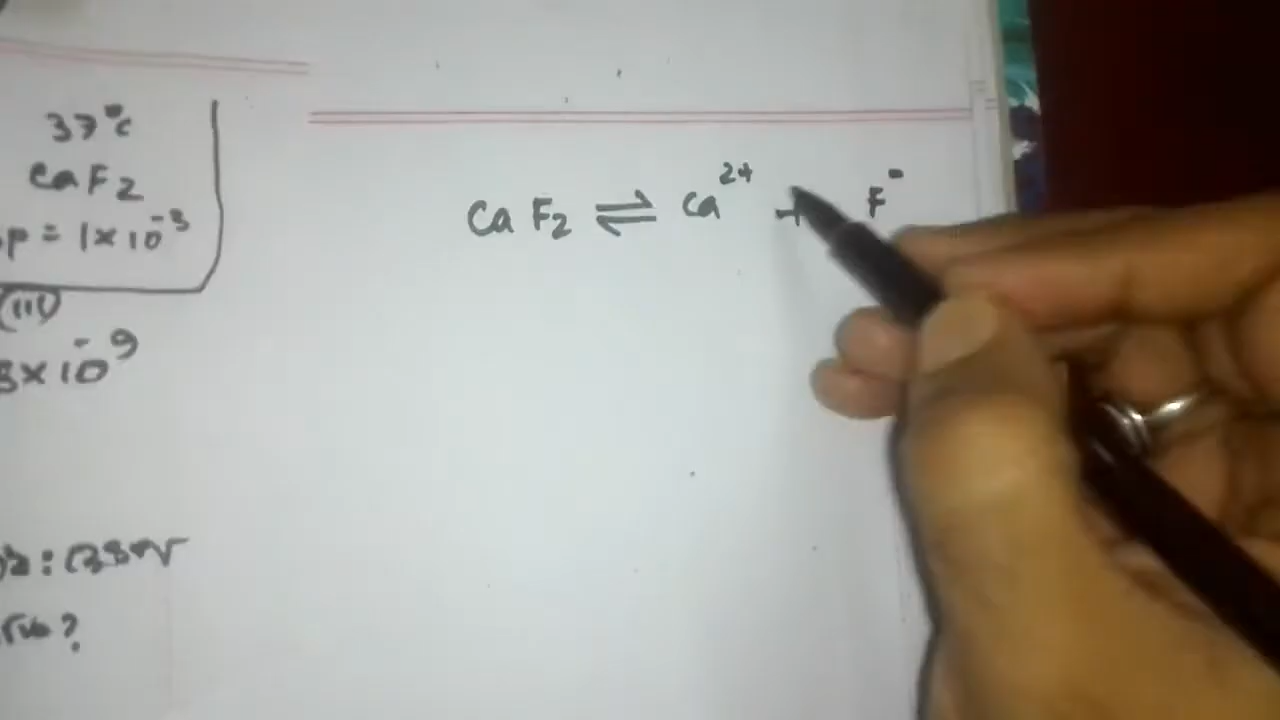 37°c
CaF2
p = 1×10⁻³
(iii)
3×10⁻⁹
CaF2 ⇌ Ca²⁺ + F⁻